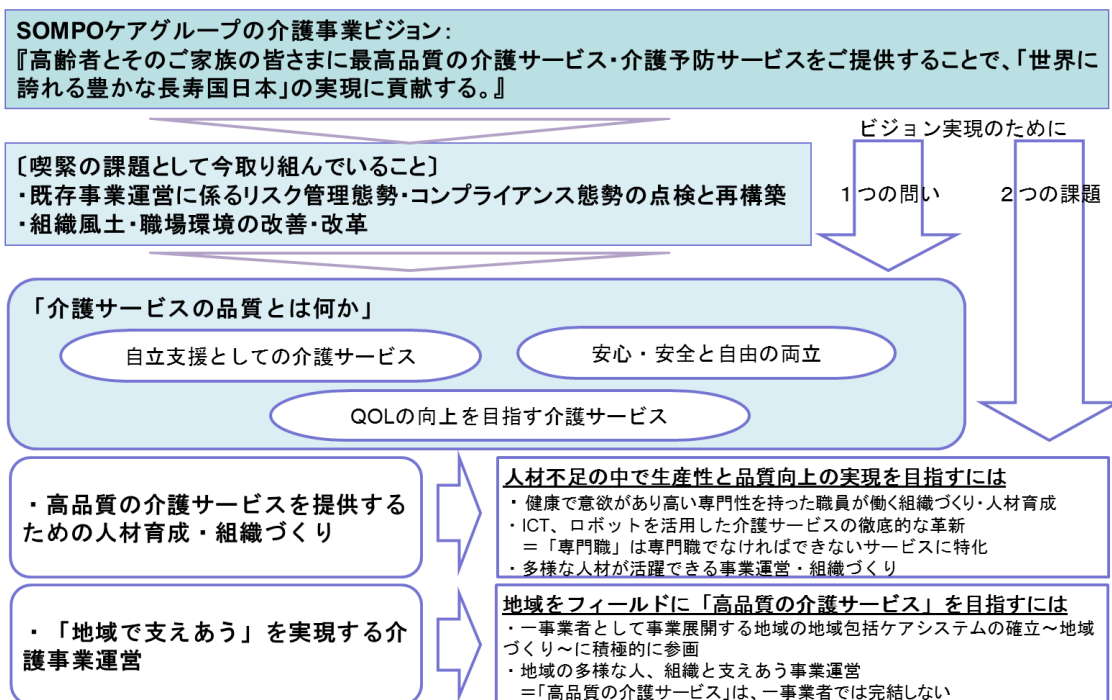 SOMPOケアグループの介護事業ビジョン:
『高齢者とそのご家族の皆さまに最高品質の介護サービス・介護予防サービスをご提供することで、「世界に
誇れる豊かな長寿国日本」の実現に貢献する。』
ビジョン実現のために
〔喫緊の課題として今取り組んでいること〕
・既存事業運営に係るリスク管理態勢・コンプライアンス態勢の点検と再構築
・組織風土・職場環境の改善・改革
1つの問い
2つの課題
「介護サービスの品質とは何か」
自立支援としての介護サービス
安心・安全と自由の両立
QOLの向上を目指す介護サービス
・高品質の介護サービスを提供する
ための人材育成・組織づくり
人材不足の中で生産性と品質向上の実現を目指すには
・健康で意欲があり高い専門性を持った職員が働く組織づくり・人材育成
・ICT、ロボットを活用した介護サービスの徹底的な革新
＝「専門職」は専門職でなければできないサービスに特化
・多様な人材が活躍できる事業運営・組織づくり
・「地域で支えあう」を実現する介
護事業運営
地域をフィールドに「高品質の介護サービス」を目指すには
・一事業者として事業展開する地域の地域包括ケアシステムの確立～地域
づくり～に積極的に参画
・地域の多様な人、組織と支えあう事業運営
＝「高品質の介護サービス」は、一事業者では完結しない